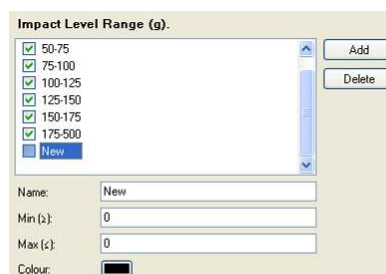 Impact Level Range (g).
50-75
75-100
100-125
125-150
150-175
175-500
New
Add
Delete
Name: New
Min (≥): 0
Max (≤): 0
Colour: